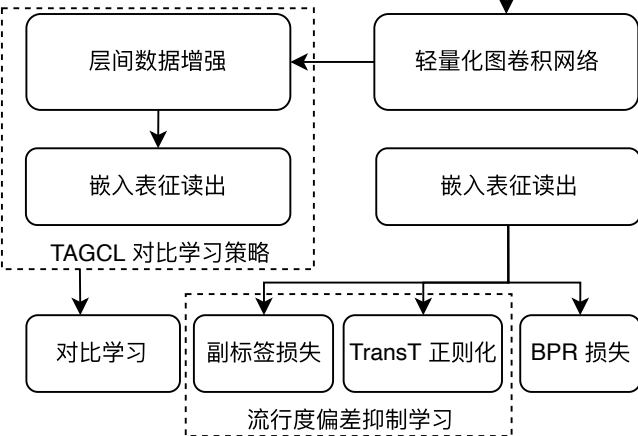 层间数据增强
轻量化图卷积网络
嵌入表征读出
嵌入表征读出
TAGCL 对比学习策略
对比学习
副标签损失
TransT 正则化
BPR 损失
流行度偏差抑制学习